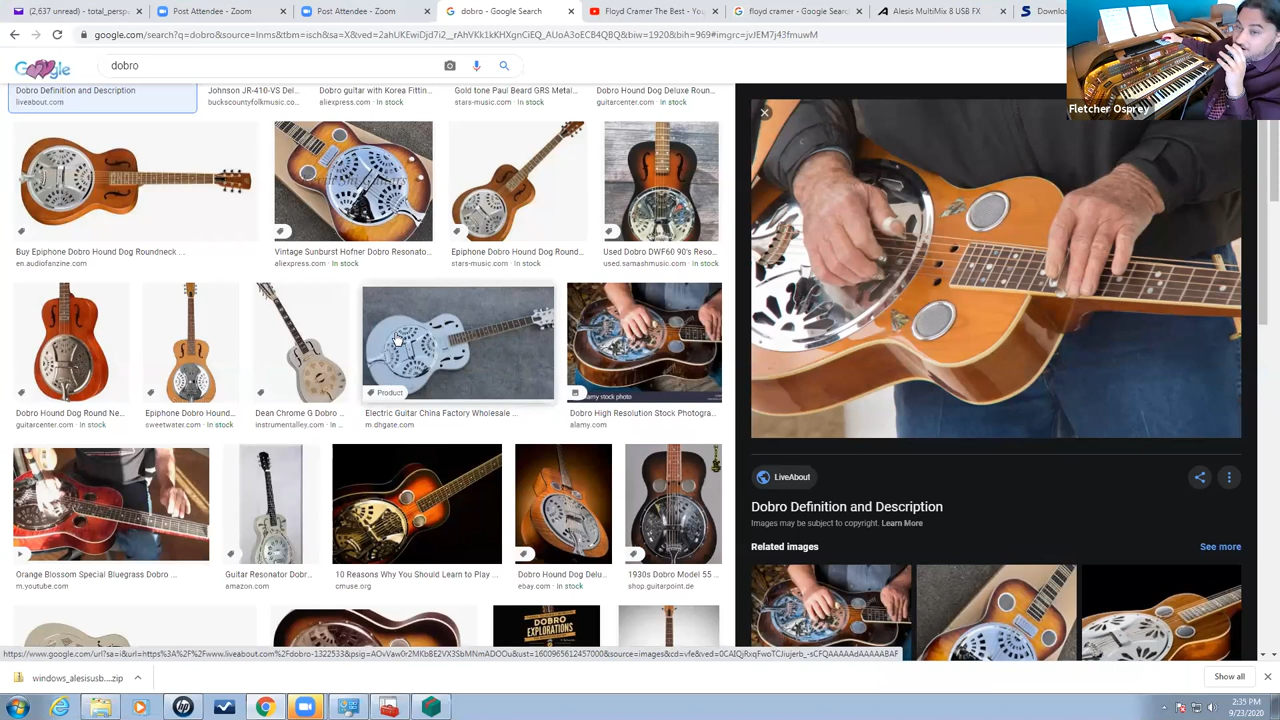 (2,637 unread) - total_persp
Post Attendee - Zoom
Post Attendee - Zoom
dobro - Google Search
Floyd Cramer The Best - You
floyd cramer - Google Search
Alesis MultiMix 8 USB FX
Downlo
google.com/search?q=dobro&source=lnms&tbm=isch&sa=X&ved=2ahUKEwiDjd7i2_rAhVKk1kKHXgnCEQ_AUoA3oECB4QBQ&biw=1920&bih=969#imgrc=jvJEM7j43fmuwM
dobro
Fletcher Osprey
Dobro Definition and Description
liveabout.com
Johnson JR-410-VS Del...
buckscountyfolkmusic.co...
Dobro guitar with Korea Fittin...
aliexpress.com · In stock
Gold tone Paul Beard GRS Metal...
stars-music.com · In stock
Dobro Hound Dog Deluxe Roun...
guitarcenter.com · In stock
Buy Epiphone Dobro Hound Dog Roundneck ...
en.audiofanzine.com
Vintage Sunburst Hofner Dobro Resonato...
aliexpress.com · In stock
Epiphone Dobro Hound Dog Round...
stars-music.com · In stock
Used Dobro DWF60 90's Reso...
used.samashmusic.com · In stock
Product
alamy stock photo
Dobro Hound Dog Round Ne...
guitarcenter.com · In stock
Epiphone Dobro Hound...
sweetwater.com · In stock
Dean Chrome G Dobro ...
instrumentalley.com · In ...
Electric Guitar China Factory Wholesale ...
m.dhgate.com
Dobro High Resolution Stock Photogra...
alamy.com
LiveAbout
Dobro Definition and Description
Images may be subject to copyright. Learn More
Related images
See more
Orange Blossom Special Bluegrass Dobro ...
m.youtube.com
Guitar Resonator Dobr...
amazon.com
10 Reasons Why You Should Learn to Play ...
cmuse.org
Dobro Hound Dog Delu...
ebay.com · In stock
1930s Dobro Model 55 ...
shop.guitarpoint.de
DOBRO
EXPLORATIONS
windows_alesisusb....zip
Show all
2:35 PM
9/23/2020